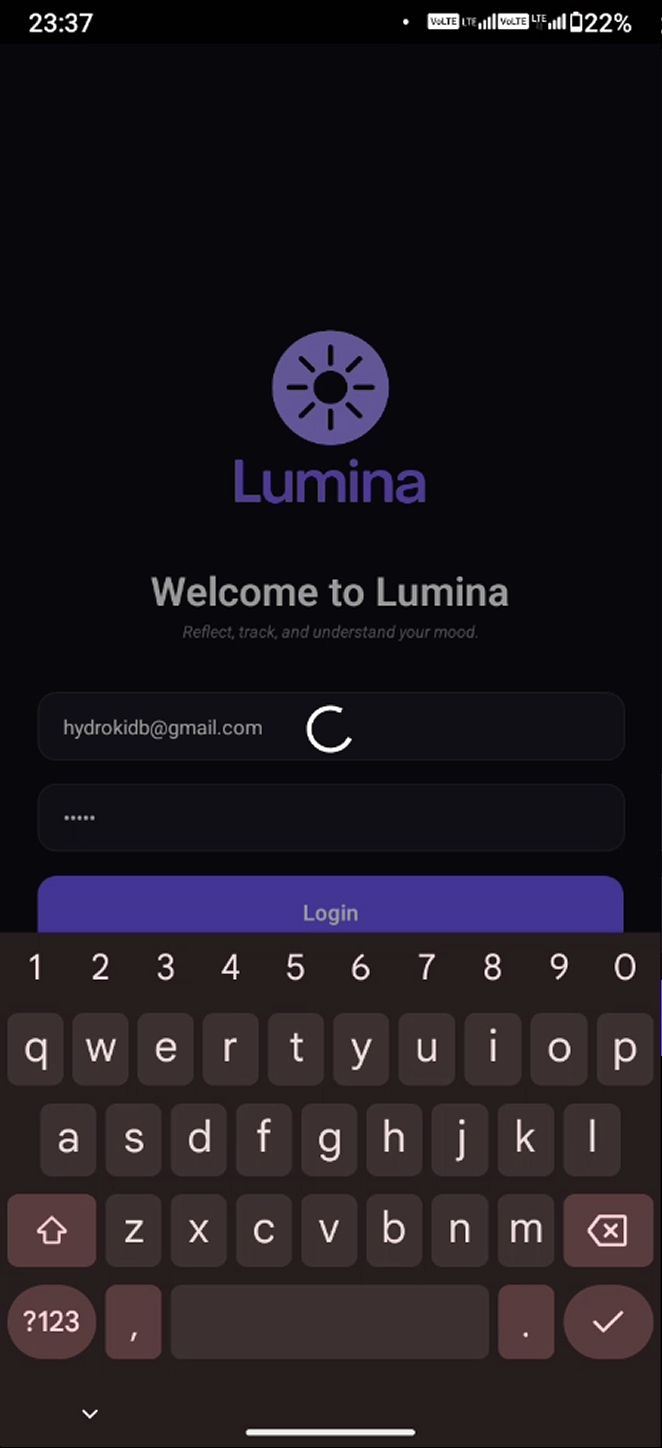 23:37
VoLTE LTE VoLTE LTE 22%
Lumina
Welcome to Lumina
Reflect, track, and understand your mood.
hydrokidb@gmail.com
•••••
Login
1 2 3 4 5 6 7 8 9 0
q w e r t y u i o p
a s d f g h j k l
z x c v b n m
?123 , .